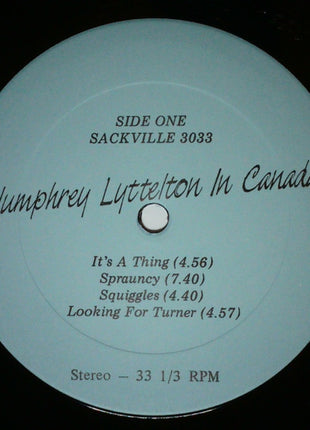 SIDE ONE
SACKVILLE 3033
Humphrey Lyttelton In Canada
It's A Thing (4.56)
Sprauncy (7.40)
Squiggles (4.40)
Looking For Turner (4.57)
Stereo – 33 1/3 RPM